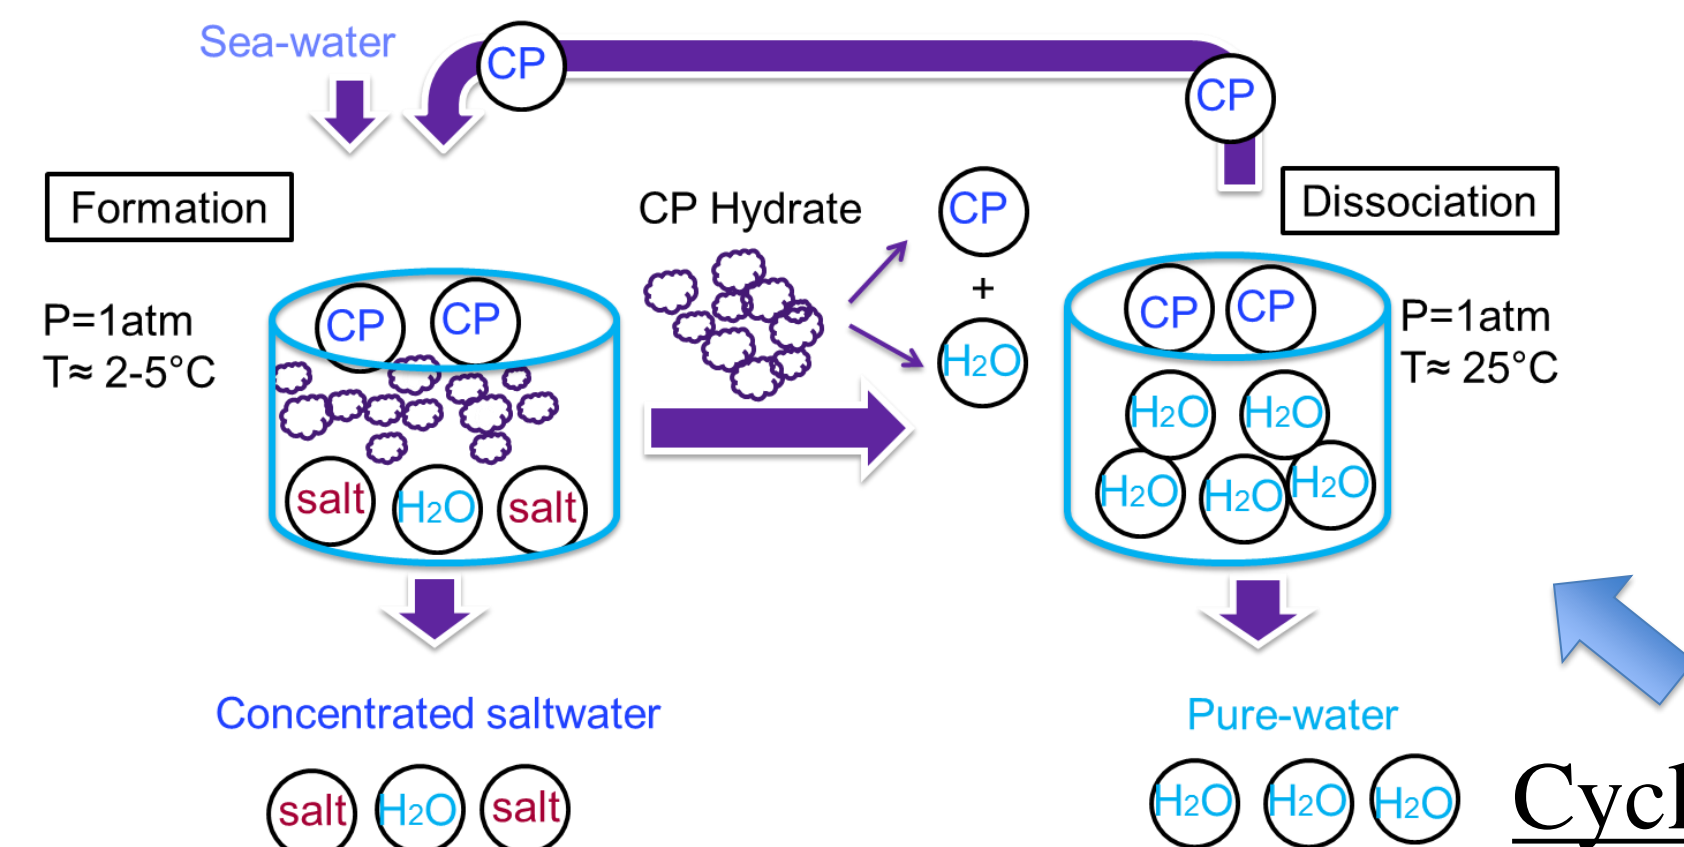 Sea-water
CP
CP
Formation
CP Hydrate
CP
Dissociation
+
P=1atm
T≈ 2-5°C
CP
CP
H2O
CP
CP
P=1atm
T≈ 25°C
H2O
H2O
salt
H2O
salt
H2O
H2O
H2O
Concentrated saltwater
Pure-water
salt
H2O
salt
H2O
H2O
H2O